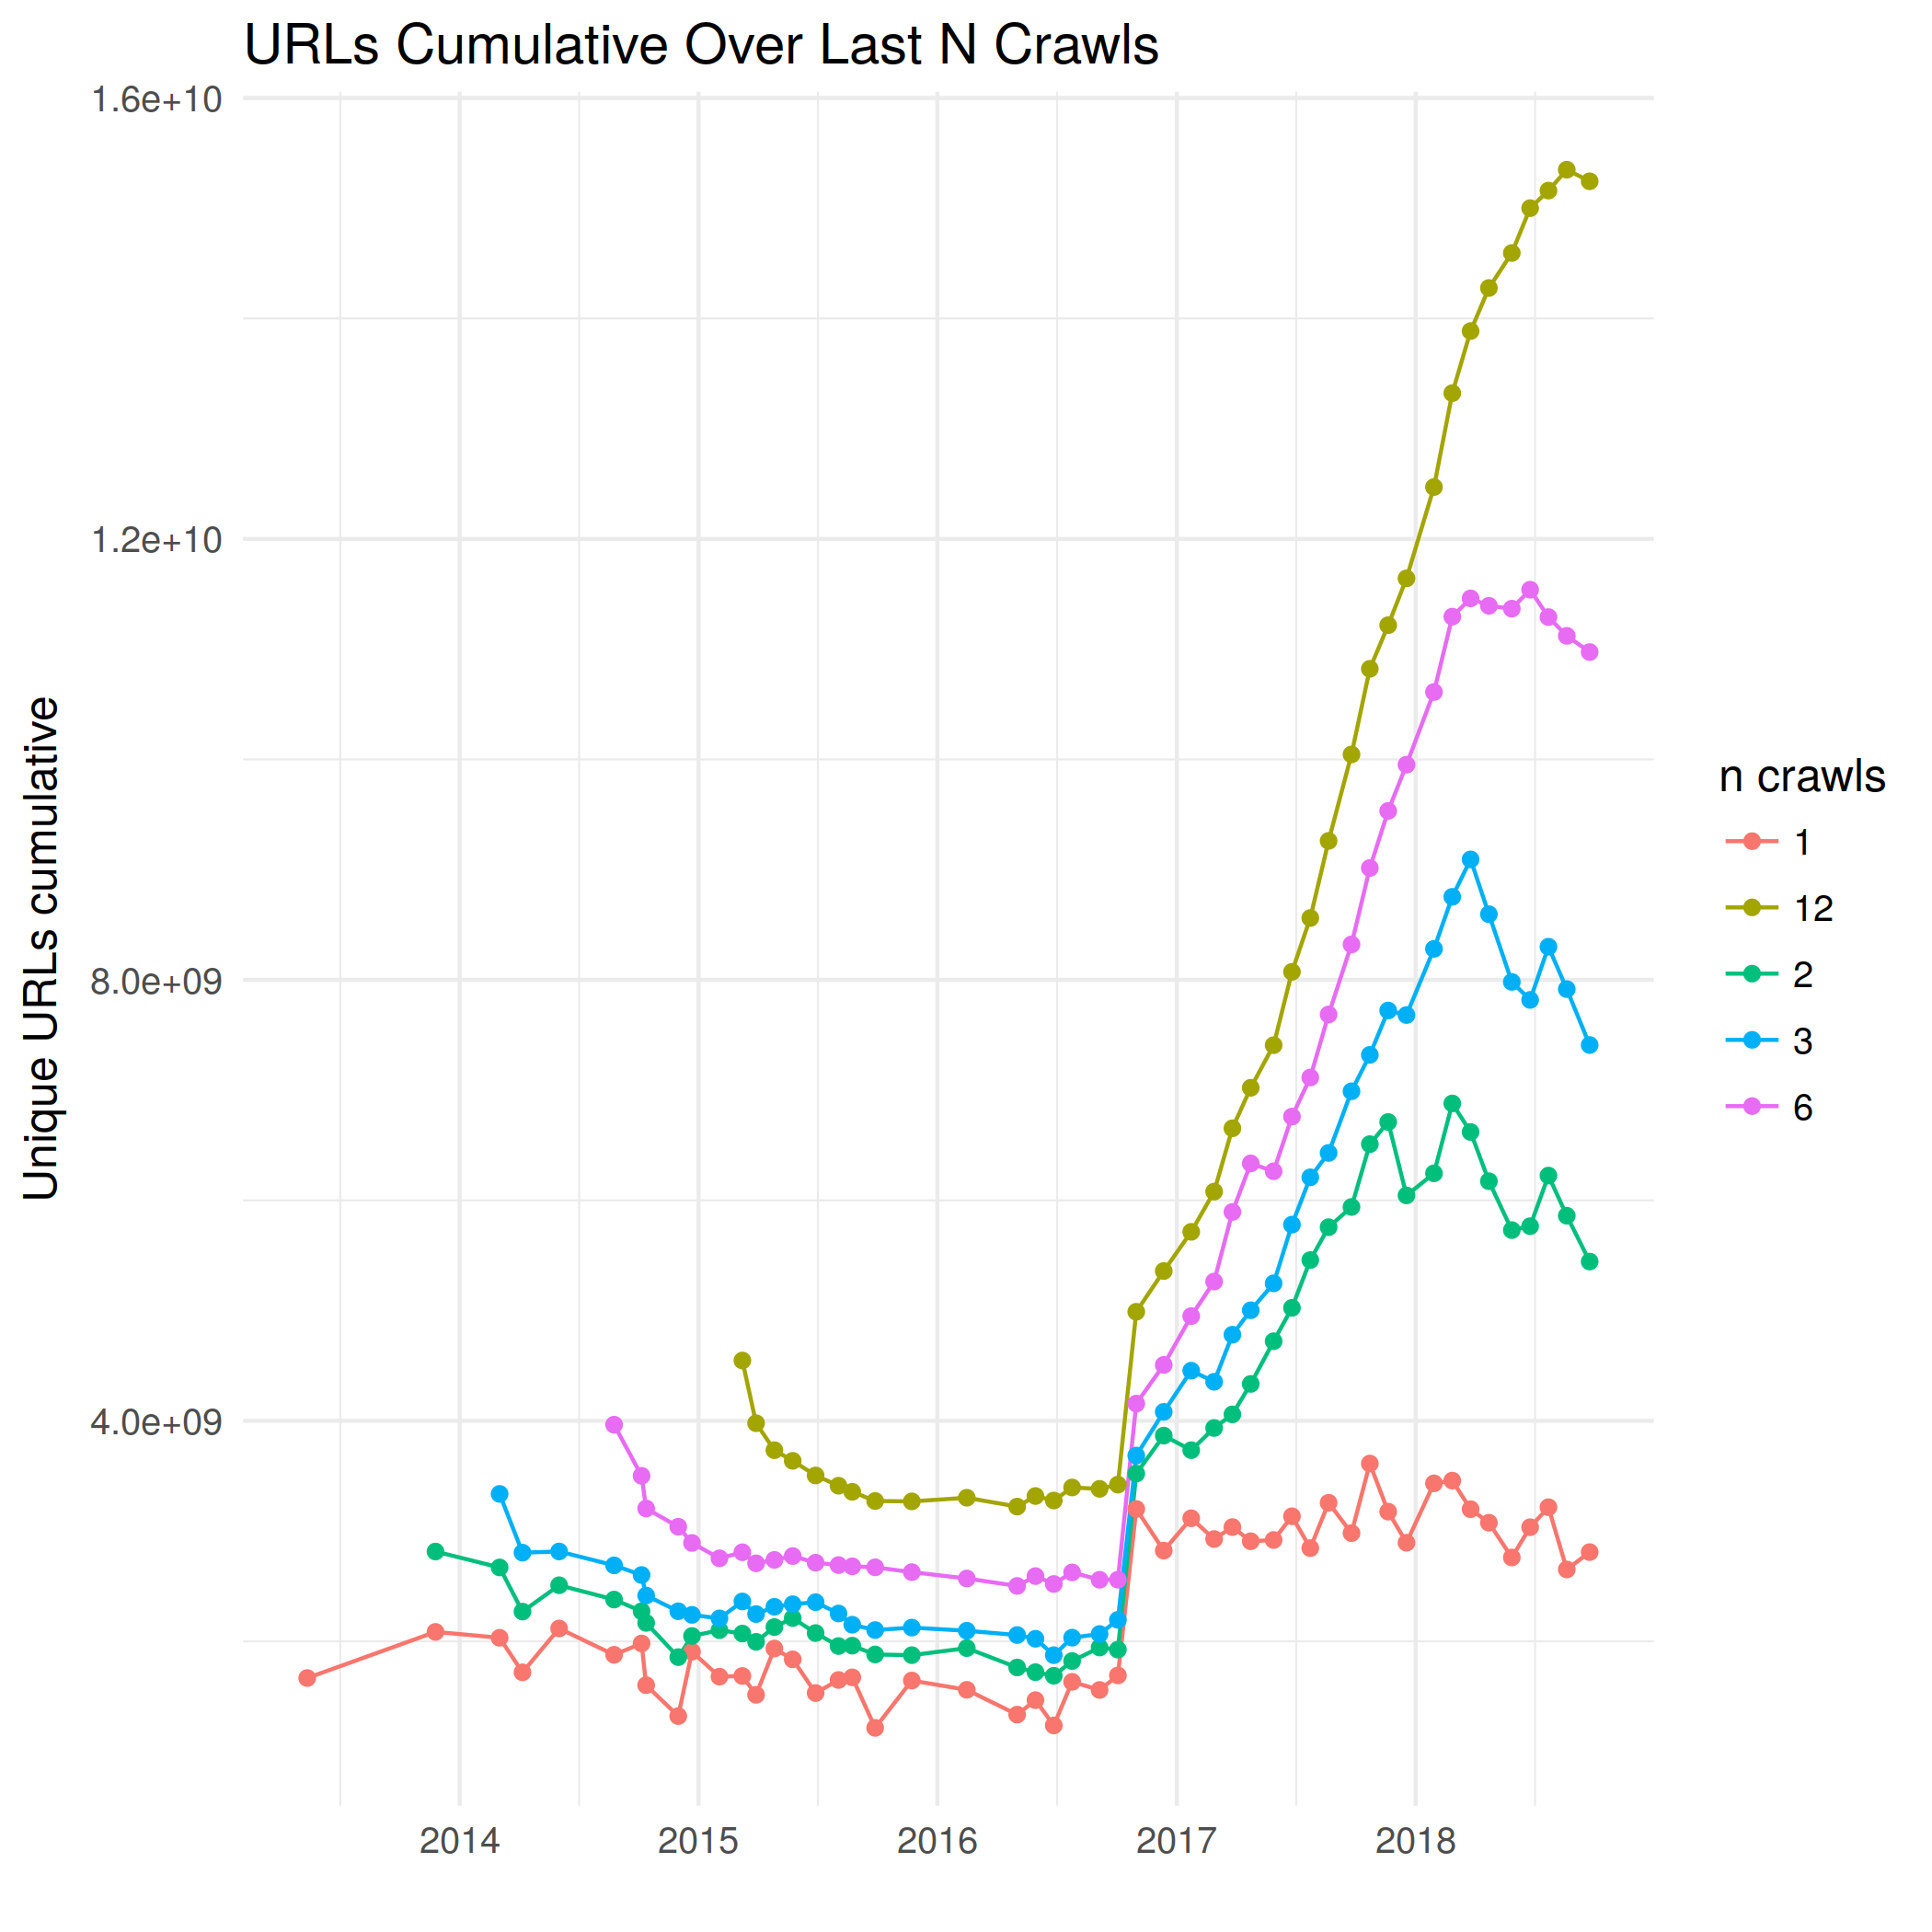 URLs Cumulative Over Last N Crawls
1.6e+10
1.2e+10
8.0e+09
4.0e+09
Unique URLs cumulative
2014
2015
2016
2017
2018
n crawls
1
12
2
3
6